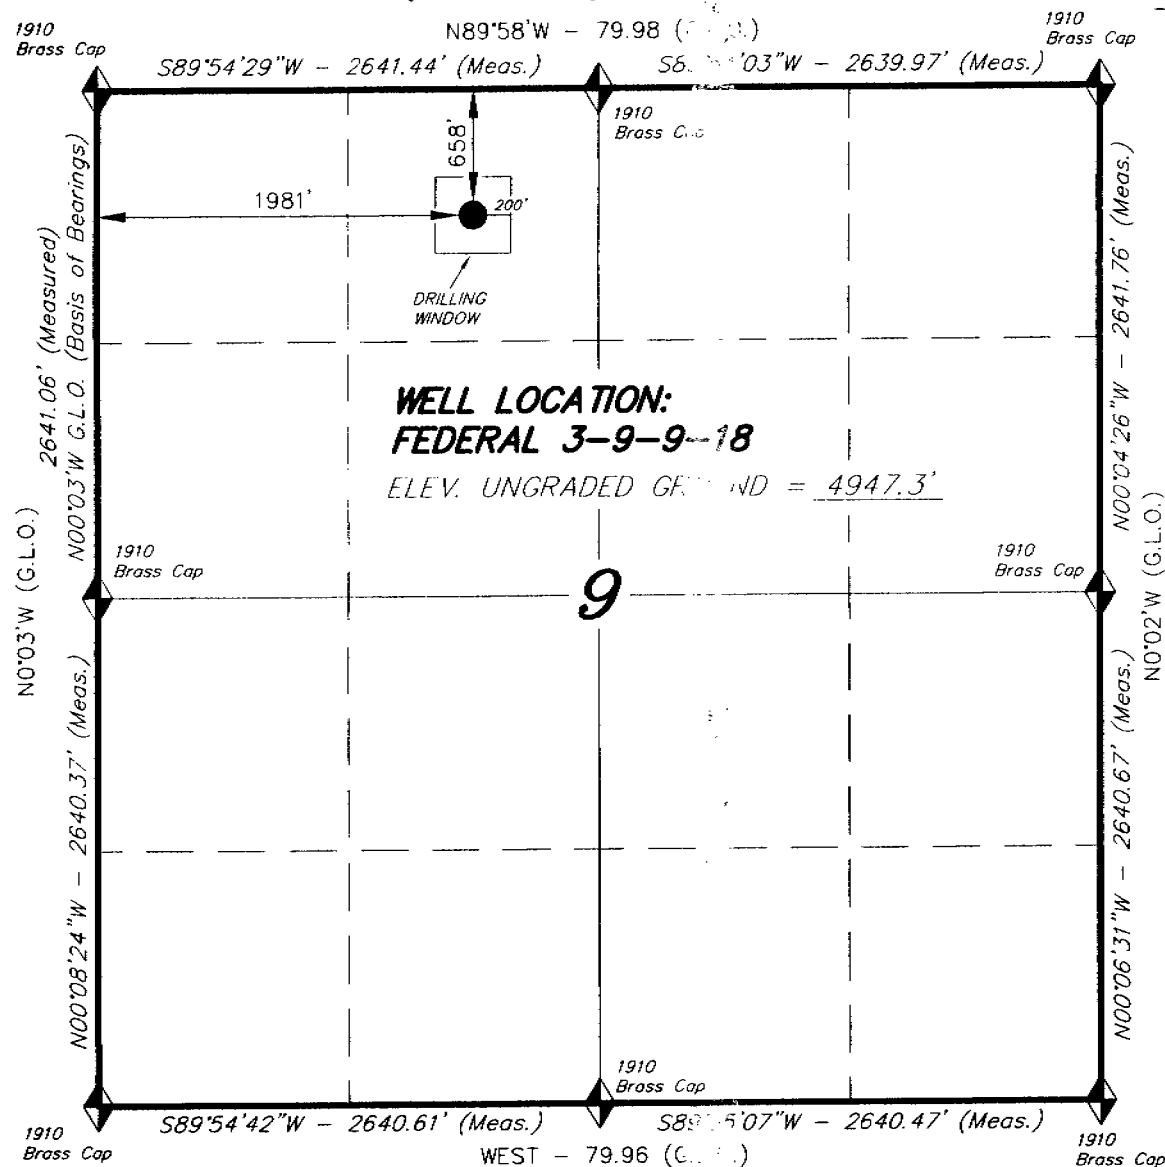 1910
Brass Cap
N89°58'W - 79.98
1910
Brass Cap
S89°54'29"W - 2641.44' (Meas.)
'03"W - 2639.97' (Meas.)
1910
Brass
658'
1981'
200'
DRILLING
WINDOW
2641.06' (Measured)
N00°03'W G.L.O. (Basis of Bearings)
N00°04'26"W - 2641.76' (Meas.)
WELL LOCATION:
FEDERAL 3-9-9-18
ELEV. UNGRADED = 4947.3'
1910
Brass Cap
1910
Brass Cap
9
N0°03'W (G.L.O.)
N0°02'W (G.L.O.)
N00°08'24"W - 2640.37' (Meas.)
N00°06'31"W - 2640.67' (Meas.)
1910
Brass Cap
S89°54'42"W - 2640.61' (Meas.)
5'07"W - 2640.47' (Meas.)
1910
Brass Cap
WEST - 79.96
1910
Brass Cap